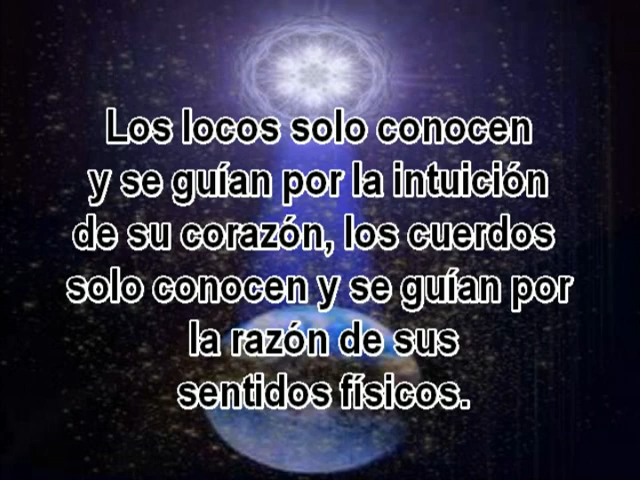 Los locos solo conocen
y se guían por la intuición
de su corazón, los cuerdos
solo conocen y se guían por
la razón de sus
sentidos físicos.